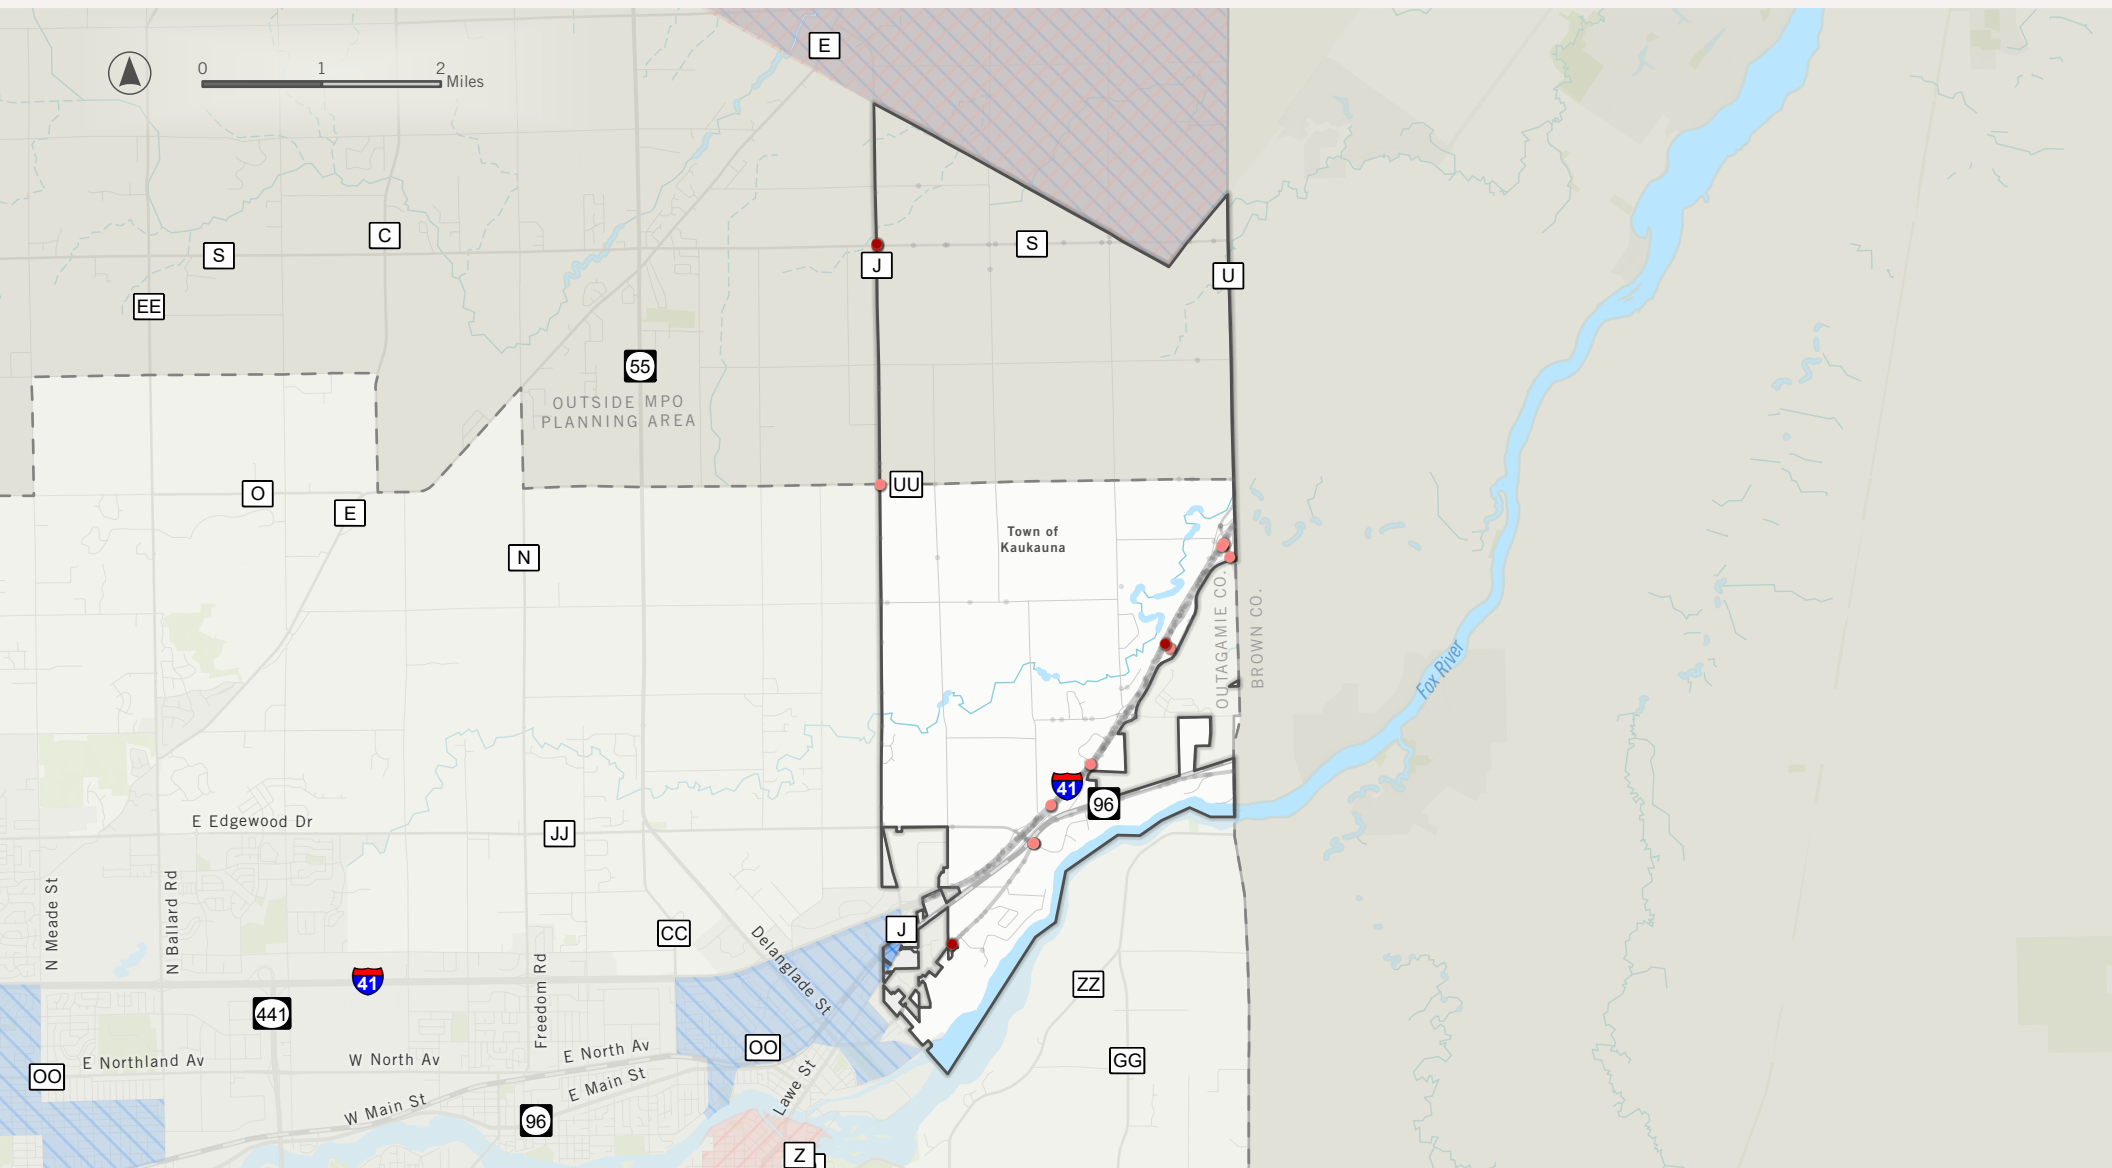 E
0 1 2
Miles
C
S
S
J
U
EE
55
OUTSIDE MPO
PLANNING AREA
UU
O
E
Town of
Kaukauna
N
OUTAGAMIE CO.
BROWN CO.
Fox River
41
96
E Edgewood Dr
JJ
N Meade St
N Ballard Rd
CC
J
Delanglade St
Freedom Rd
41
441
ZZ
E Northland Av
W North Av
E North Av
OO
GG
OO
E Main St
Lawe St
W Main St
96
Z